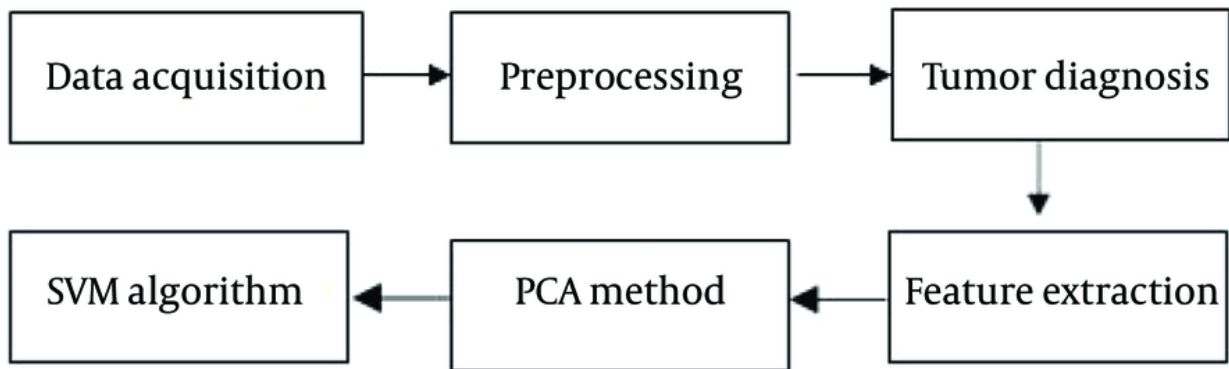 Data acquisition
Preprocessing
Tumor diagnosis
Feature extraction
PCA method
SVM algorithm